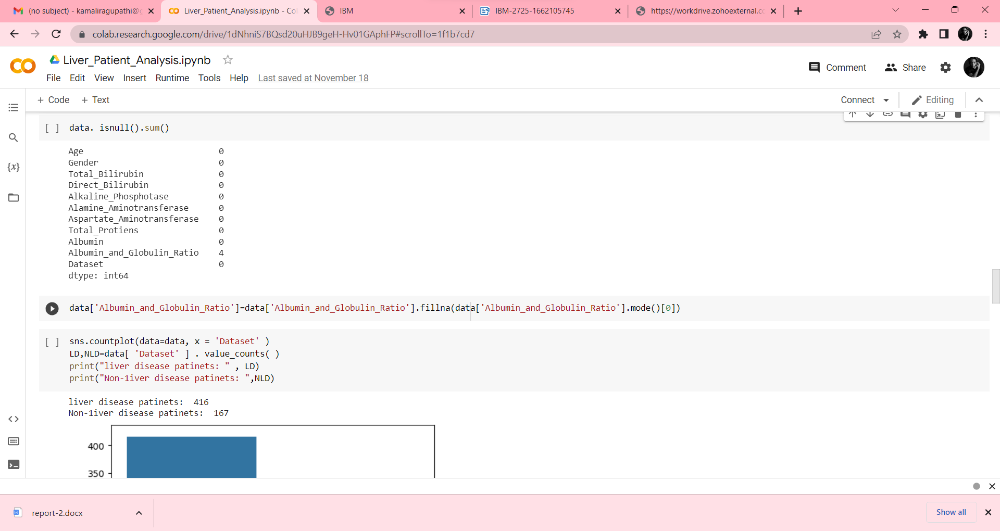 (no subject) - kamaliragupathi@g
Liver_Patient_Analysis.ipynb - Col
IBM
IBM-2725-1662105745
https://workdrive.zohoexternal.co
colab.research.google.com/drive/1dNhniS7BQsd20uHJB9geH-Hv01GAphFP#scrollTo=1f1b7cd7
Liver_Patient_Analysis.ipynb
Comment
Share
File Edit View Insert Runtime Tools Help Last saved at November 18
+ Code + Text
Connect
Editing
[ ] data. isnull().sum()
Age 0
Gender 0
Total_Bilirubin 0
Direct_Bilirubin 0
Alkaline_Phosphotase 0
Alamine_Aminotransferase 0
Aspartate_Aminotransferase 0
Total_Protiens 0
Albumin 0
Albumin_and_Globulin_Ratio 4
Dataset 0
dtype: int64
{x}
data['Albumin_and_Globulin_Ratio']=data['Albumin_and_Globulin_Ratio'].fillna(data['Albumin_and_Globulin_Ratio'].mode()[0])
[ ] sns.countplot(data=data, x = 'Dataset' )
LD,NLD=data[ 'Dataset' ] . value_counts( )
print("liver disease patinets: " , LD)
print("Non-1iver disease patinets: ",NLD)
liver disease patinets:  416
Non-1iver disease patinets:  167
400
350
report-2.docx
Show all